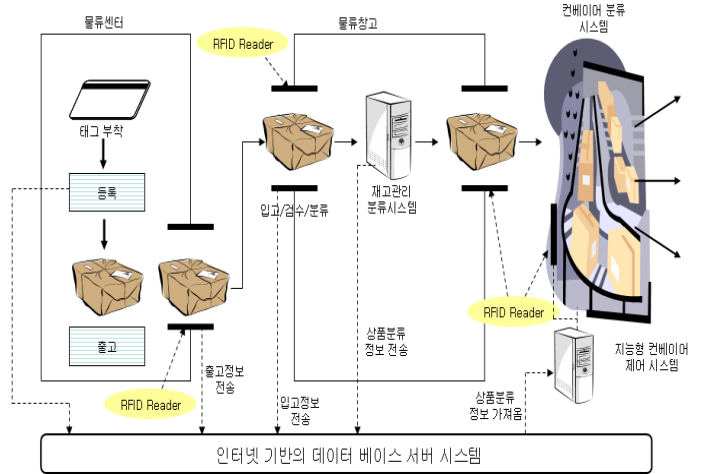 물류센터
물류창고
컨베이어 분류
시스템
RFID Reader
RFID Reader
태그 부착
등록
입고/검수/분류
재고관리
분류시스템
출고
RFID Reader
RFID Reader
출고정보
전송
입고정보
전송
상품분류
정보 전송
상품분류
정보 가져옴
지능형 컨베이어
제어 시스템
인터넷 기반의 데이터 베이스 서버 시스템